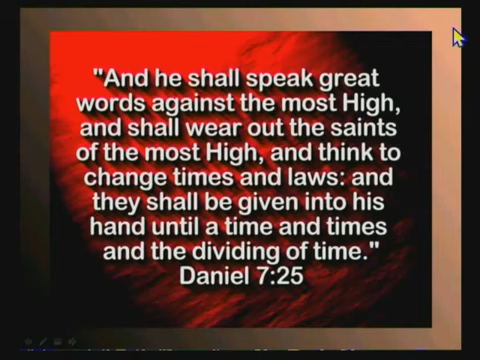 "And he shall speak great
words against the most High,
and shall wear out the saints
of the most High, and think to
change times and laws: and
they shall be given into his
hand until a time and times
and the dividing of time."
Daniel 7:25